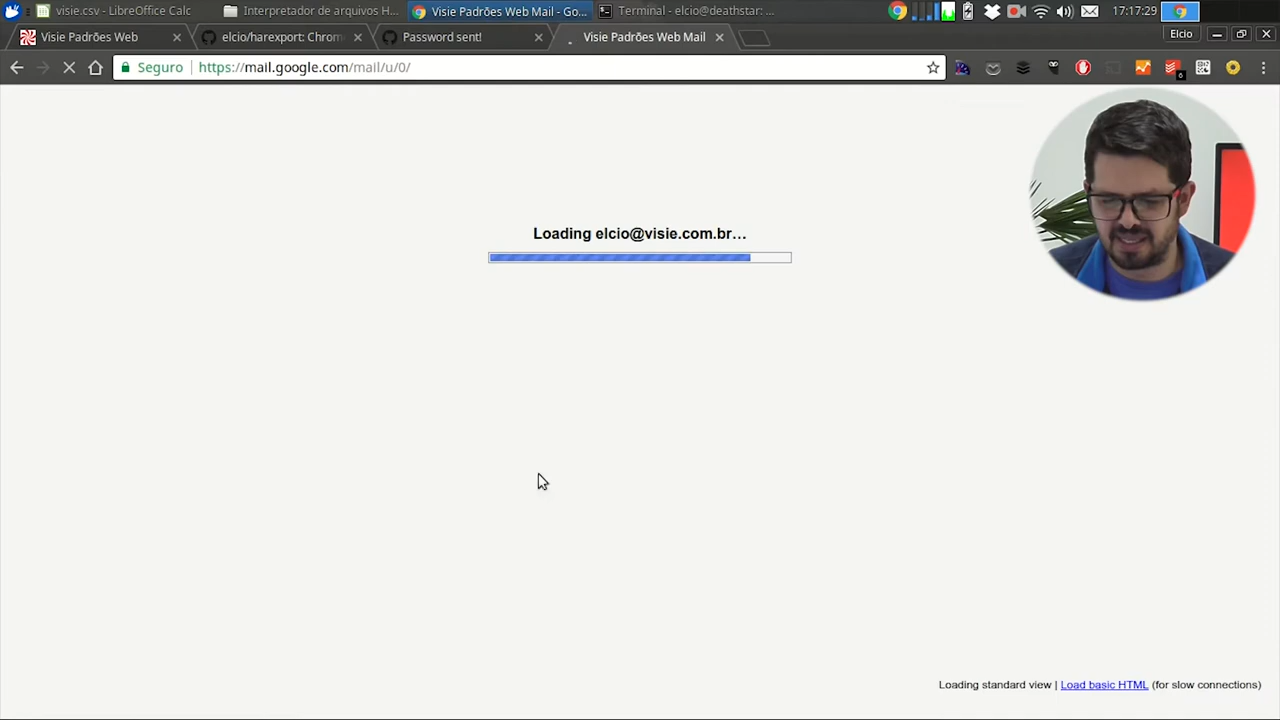 visie.csv - LibreOffice Calc
Interpretador de arquivos H...
Visie Padrões Web Mail - Go...
Terminal - elcio@deathstar: ...
17:17:29
Visie Padrões Web
elcio/harexport: Chrom
Password sent!
Visie Padrões Web Mail
Elcio
Seguro
https://mail.google.com/mail/u/0/
6
Loading elcio@visie.com.br…
Loading standard view | Load basic HTML (for slow connections)